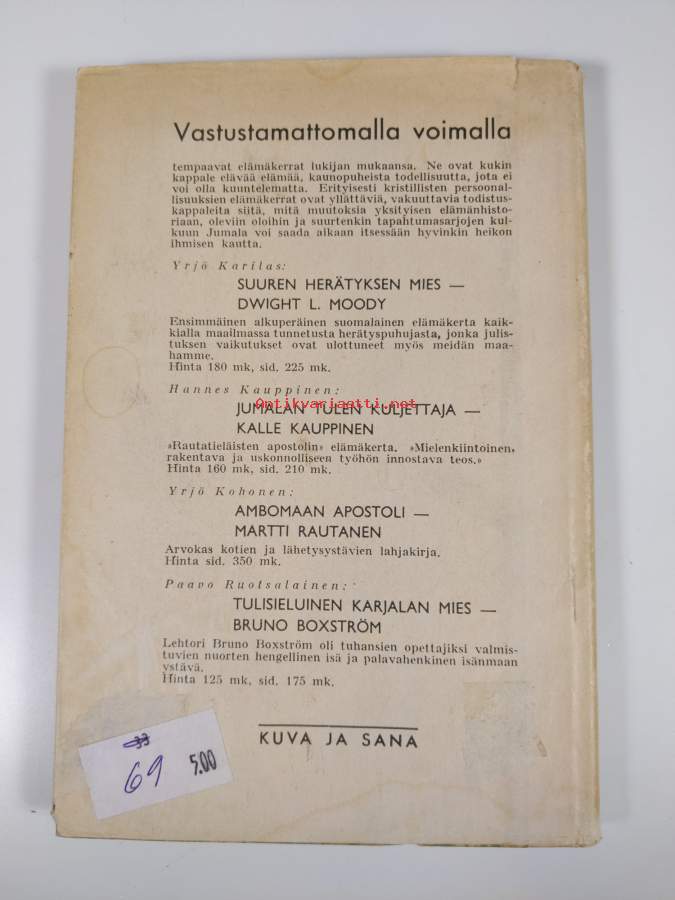 Vastustamattomalla voimalla
tempaavat elämäkerrat lukijan mukaansa. Ne ovat kukin
kappale elävää elämää, kaunopuheista todellisuutta, jota ei
voi olla kuuntelematta. Erityisesti kristillisten persoonal-
lisuuksien elämäkerrat ovat yllättäviä, vakuuttavia todistus-
kappaleita siitä, mitä muutoksia yksityisen elämänhisto-
riaan, oleviin oloihin ja suurtenkin tapahtumasarjojen kul-
kuun Jumala voi saada aikaan itsessään hyvinkin heikon
ihmisen kautta.
Yrjö Karilas:
SUUREN HERÄTYKSEN MIES —
DWIGHT L. MOODY
Ensimmäinen alkuperäinen suomalainen elämäkerta kaik-
kialla maailmassa tunnetusta herätyspuhujasta, jonka julis-
tuksen vaikutukset ovat ulottuneet myös meidän maa-
hamme.
Hinta 180 mk, sid. 225 mk.
Hannes Kauppinen:
Antikvariaatti.net
JUMALAN TULEN KULJETTAJA —
KALLE KAUPPINEN
»Rautatieläisten apostolin» elämäkerta. »Mielenkiintoinen,
rakentava ja uskonnolliseen työhön innostava teos.»
Hinta 160 mk, sid. 210 mk.
Yrjö Kohonen:
AMBOMAAN APOSTOLI —
MARTTI RAUTANEN
Arvokas kotien ja lähetysystävien lahjakirja.
Hinta sid. 350 mk.
Paavo Ruotsalainen:
TULISIELUINEN KARJALAN MIES —
BRUNO BOXSTRÖM
Lehtori Bruno Boxström oli tuhansien opettajiksi valmis-
tuvien nuorten hengellinen isä ja palavahenkinen isänmaan
ystävä.
Hinta 125 mk, sid. 175 mk.
KUVA JA SANA
69 5.00